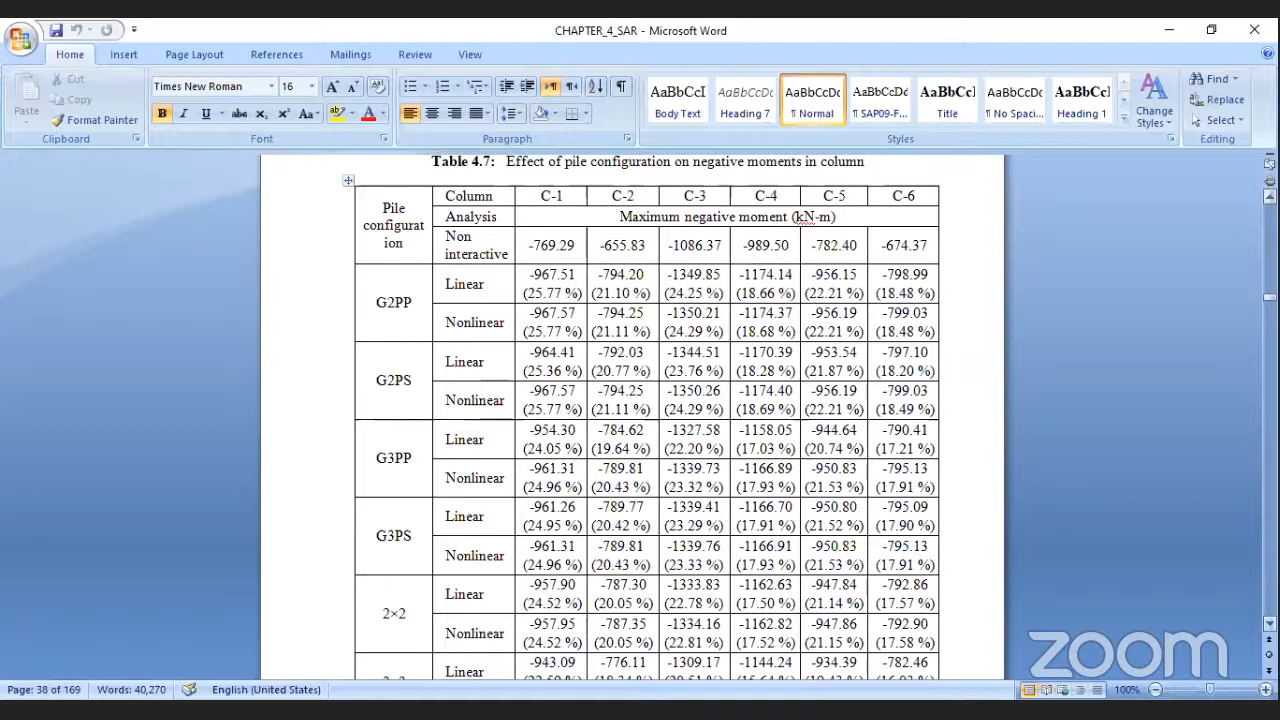 CHAPTER_4_SAR - Microsoft Word
Home Insert Page Layout References Mailings Review View
Cut
Copy
Format Painter
Paste
Clipboard
Times New Roman 16
Font
Paragraph
AaBbCcI AaBbCcDc AaBbCcDc AaBbCcDd AaBbCc AaBbCcDc AaBbCc
Body Text Heading 7 ¶ Normal ¶ SAP09-F... Title ¶ No Spaci... Heading 1
Change Styles
Styles
Find
Replace
Select
Editing
Table 4.7: Effect of pile configuration on negative moments in column
Pile configurat ion Column C-1 C-2 C-3 C-4 C-5 C-6
Analysis Maximum negative moment (kN-m)
Non interactive -769.29 -655.83 -1086.37 -989.50 -782.40 -674.37
G2PP
Linear -967.51 -794.20 -1349.85 -1174.14 -956.15 -798.99
(25.77 %) (21.10 %) (24.25 %) (18.66 %) (22.21 %) (18.48 %)
Nonlinear -967.57 -794.25 -1350.21 -1174.37 -956.19 -799.03
(25.77 %) (21.11 %) (24.29 %) (18.68 %) (22.21 %) (18.48 %)
G2PS
Linear -964.41 -792.03 -1344.51 -1170.39 -953.54 -797.10
(25.36 %) (20.77 %) (23.76 %) (18.28 %) (21.87 %) (18.20 %)
Nonlinear -967.57 -794.25 -1350.26 -1174.40 -956.19 -799.03
(25.77 %) (21.11 %) (24.29 %) (18.69 %) (22.21 %) (18.49 %)
G3PP
Linear -954.30 -784.62 -1327.58 -1158.05 -944.64 -790.41
(24.05 %) (19.64 %) (22.20 %) (17.03 %) (20.74 %) (17.21 %)
Nonlinear -961.31 -789.81 -1339.73 -1166.89 -950.83 -795.13
(24.96 %) (20.43 %) (23.32 %) (17.93 %) (21.53 %) (17.91 %)
G3PS
Linear -961.26 -789.77 -1339.41 -1166.70 -950.80 -795.09
(24.95 %) (20.42 %) (23.29 %) (17.91 %) (21.52 %) (17.90 %)
Nonlinear -961.31 -789.81 -1339.76 -1166.91 -950.83 -795.13
(24.96 %) (20.43 %) (23.33 %) (17.93 %) (21.53 %) (17.91 %)
2×2
Linear -957.90 -787.30 -1333.83 -1162.63 -947.84 -792.86
(24.52 %) (20.05 %) (22.78 %) (17.50 %) (21.14 %) (17.57 %)
Nonlinear -957.95 -787.35 -1334.16 -1162.82 -947.86 -792.90
(24.52 %) (20.05 %) (22.81 %) (17.52 %) (21.15 %) (17.58 %)
Linear -943.09 -776.11 -1309.17 -1144.24 -934.39 -782.46
zoom
Page: 38 of 169 Words: 40,270 English (United States) 100%